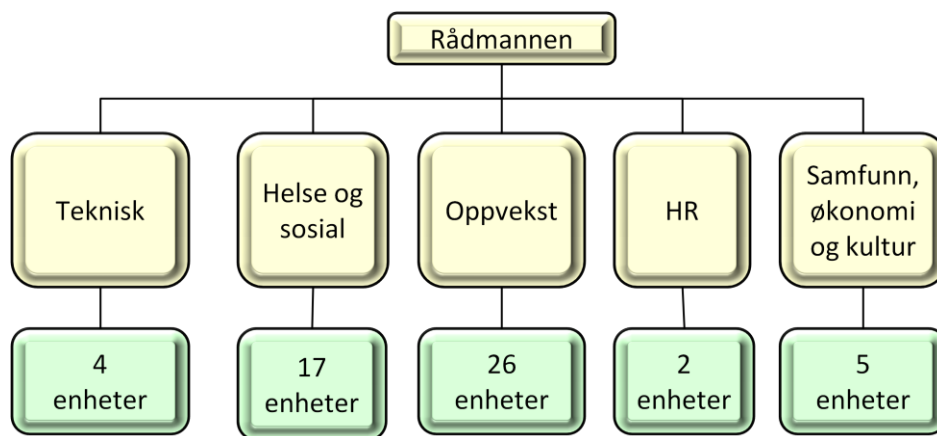 Rådmannen
Teknisk
Helse og
sosial
Oppvekst
HR
Samfunn,
økonomi
og kultur
4
enheter
17
enheter
26
enheter
2
enheter
5
enheter